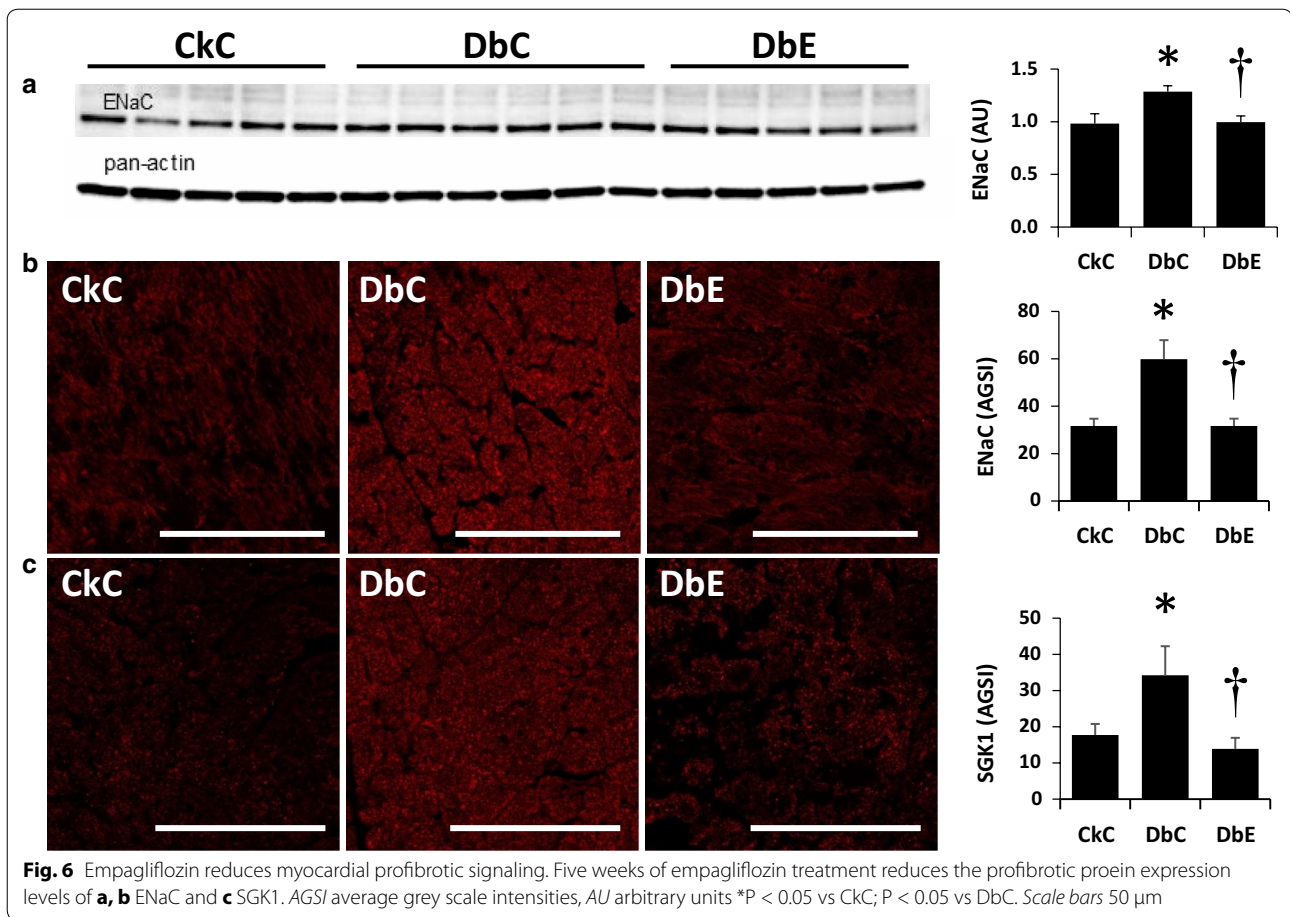 CkC DbC DbE
a
ENaC
pan-actin
* †
1.5
1.0
0.5
0.0
ENaC (AU)
CkC DbC DbE
b
CkC DbC DbE
* †
80
60
40
20
0
ENaC (AGSI)
CkC DbC DbE
c
CkC DbC DbE
* †
50
40
30
20
10
0
SGK1 (AGSI)
CkC DbC DbE
Fig. 6 Empagliflozin reduces myocardial profibrotic signaling. Five weeks of empagliflozin treatment reduces the profibrotic proein expression
levels of a, b ENaC and c SGK1. AGSI average grey scale intensities, AU arbitrary units *P < 0.05 vs CkC; P < 0.05 vs DbC. Scale bars 50 μm